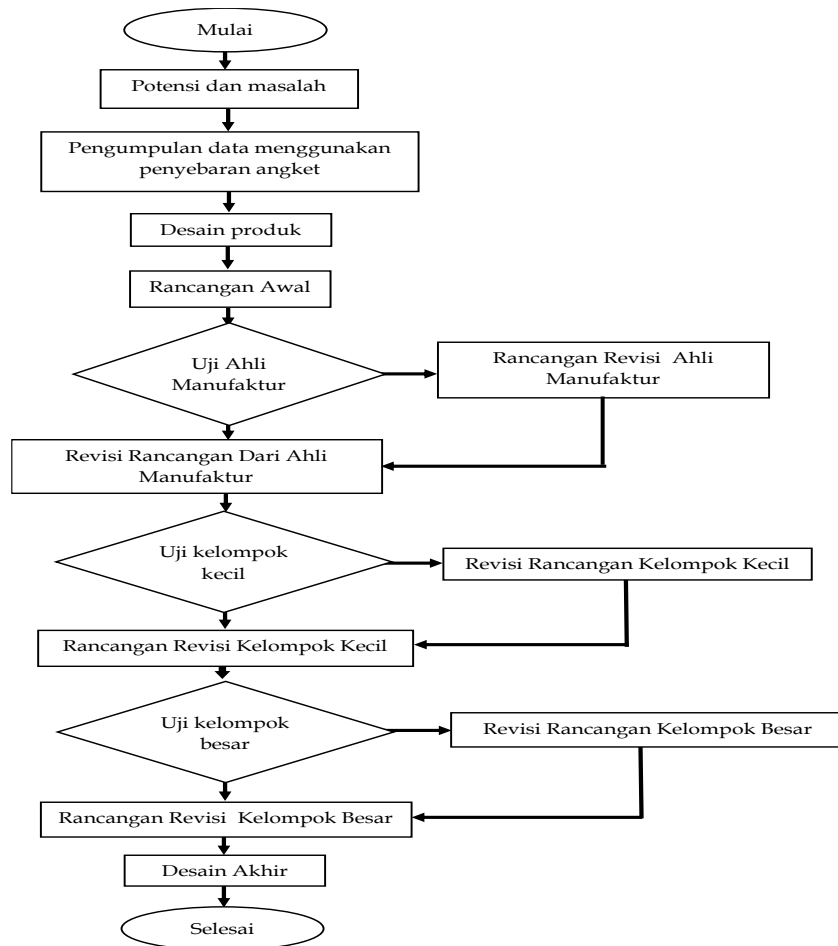 Mulai
Potensi dan masalah
Pengumpulan data menggunakan
penyebaran angket
Desain produk
Rancangan Awal
Uji Ahli
Manufaktur
Rancangan Revisi Ahli
Manufaktur
Revisi Rancangan Dari Ahli
Manufaktur
Uji kelompok
kecil
Revisi Rancangan Kelompok Kecil
Rancangan Revisi Kelompok Kecil
Uji kelompok
besar
Revisi Rancangan Kelompok Besar
Rancangan Revisi Kelompok Besar
Desain Akhir
Selesai